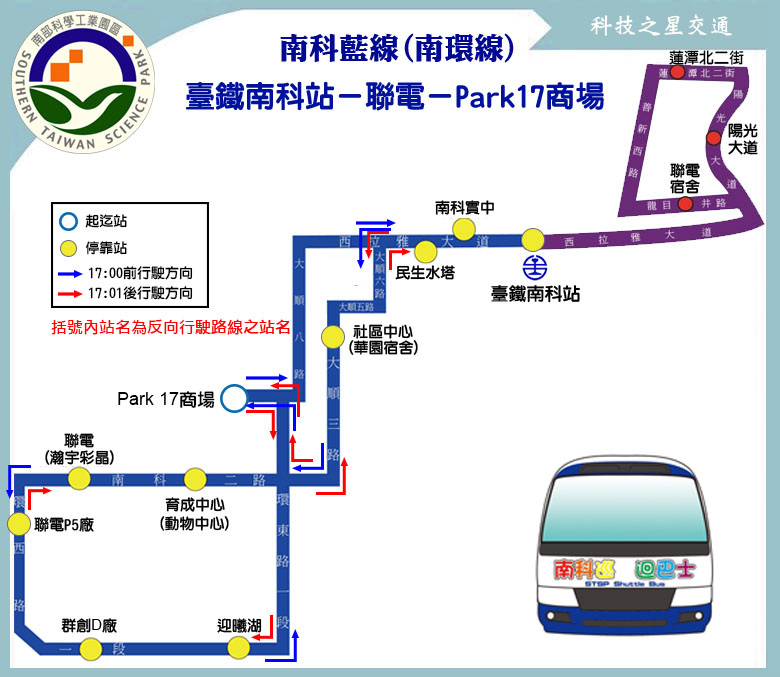 南部科學工業園區
SOUTHERN TAIWAN SCIENCE PARK
科技之星交通
南科藍線(南環線)
臺鐵南科站－聯電－Park17商場
蓮潭北二街
蓮潭北二街
善新西路
陽光大道
陽光
大道
聯電
宿舍
龍目井路
起迄站
停靠站
17:00前行駛方向
17:01後行駛方向
括號內站名為反向行駛路線之站名
南科實中
西拉雅大道
西拉雅大道
民生水塔
臺鐵南科站
大順六路
大順五路
大順八路
社區中心
(華園宿舍)
大順三路
Park 17商場
聯電
(瀚宇彩晶)
南科二路
育成中心
(動物中心)
環東路一段
聯電P5廠
環西路一段
群創D廠
迎曦湖
南科巡迴巴士
STSP Shuttle Bus